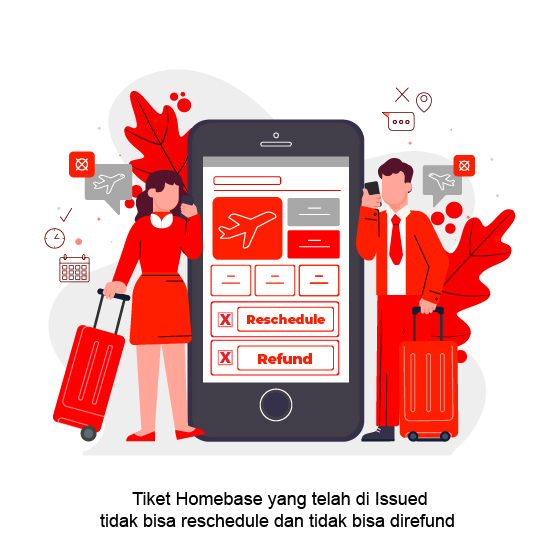 X Reschedule
X Refund
Tiket Homebase yang telah di Issued
tidak bisa reschedule dan tidak bisa direfund